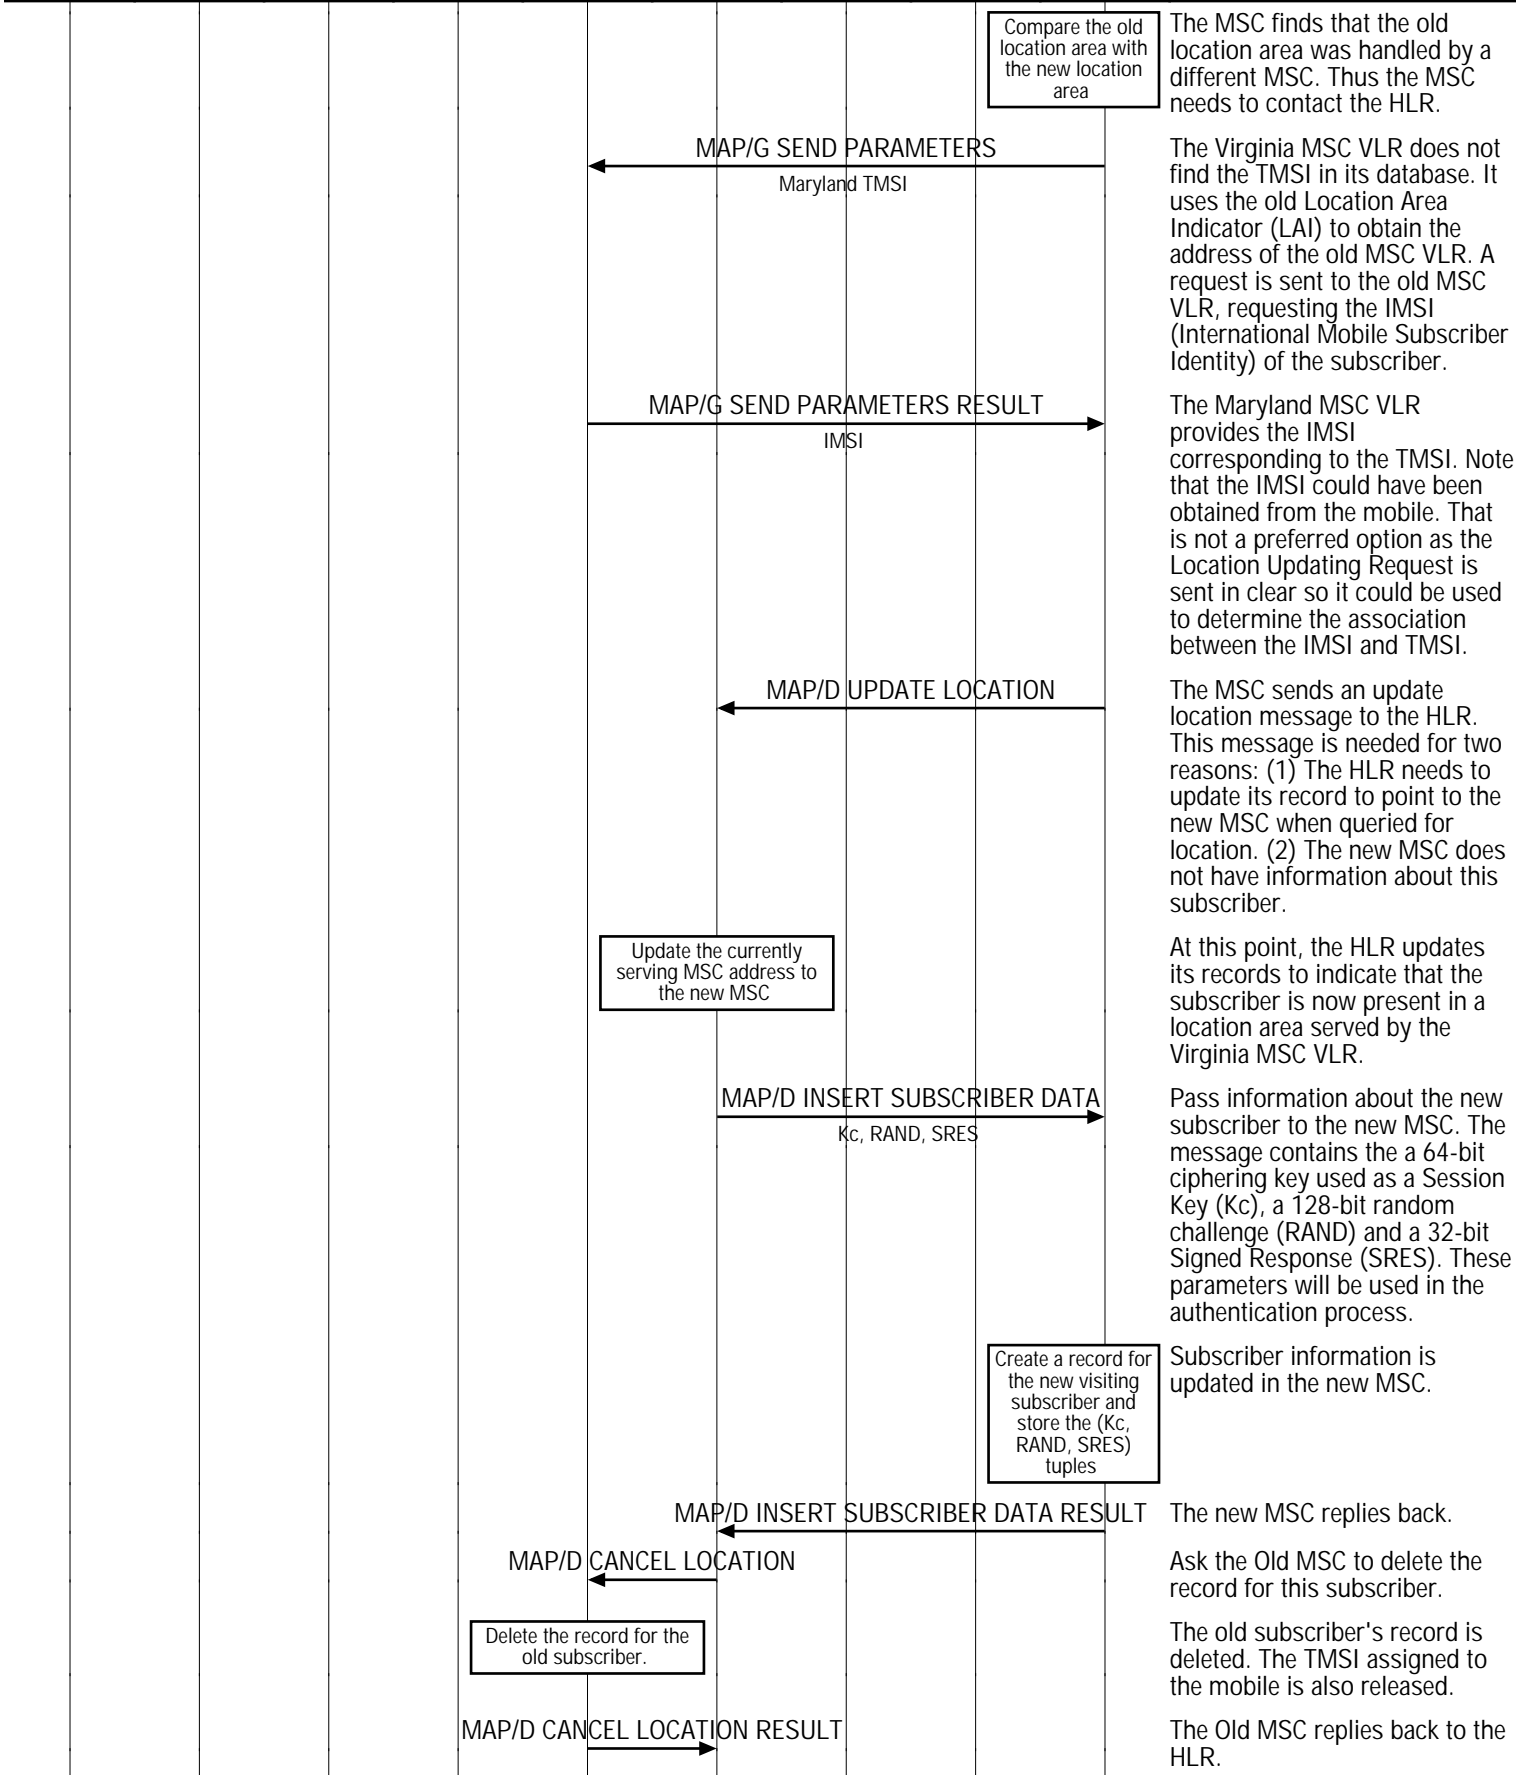 Compare the old
location area with
the new location
area
The MSC finds that the old
location area was handled by a
different MSC. Thus the MSC
needs to contact the HLR.
MAP/G SEND PARAMETERS
Maryland TMSI
The Virginia MSC VLR does not
find the TMSI in its database. It
uses the old Location Area
Indicator (LAI) to obtain the
address of the old MSC VLR. A
request is sent to the old MSC
VLR, requesting the IMSI
(International Mobile Subscriber
Identity) of the subscriber.
MAP/G SEND PARAMETERS RESULT
IMSI
The Maryland MSC VLR
provides the IMSI
corresponding to the TMSI. Note
that the IMSI could have been
obtained from the mobile. That
is not a preferred option as the
Location Updating Request is
sent in clear so it could be used
to determine the association
between the IMSI and TMSI.
MAP/D UPDATE LOCATION
The MSC sends an update
location message to the HLR.
This message is needed for two
reasons: (1) The HLR needs to
update its record to point to the
new MSC when queried for
location. (2) The new MSC does
not have information about this
subscriber.
Update the currently
serving MSC address to
the new MSC
At this point, the HLR updates
its records to indicate that the
subscriber is now present in a
location area served by the
Virginia MSC VLR.
MAP/D INSERT SUBSCRIBER DATA
Kc, RAND, SRES
Pass information about the new
subscriber to the new MSC. The
message contains the a 64-bit
ciphering key used as a Session
Key (Kc), a 128-bit random
challenge (RAND) and a 32-bit
Signed Response (SRES). These
parameters will be used in the
authentication process.
Create a record for
the new visiting
subscriber and
store the (Kc,
RAND, SRES)
tuples
Subscriber information is
updated in the new MSC.
MAP/D INSERT SUBSCRIBER DATA RESULT
The new MSC replies back.
MAP/D CANCEL LOCATION
Ask the Old MSC to delete the
record for this subscriber.
Delete the record for the
old subscriber.
The old subscriber's record is
deleted. The TMSI assigned to
the mobile is also released.
MAP/D CANCEL LOCATION RESULT
The Old MSC replies back to the
HLR.